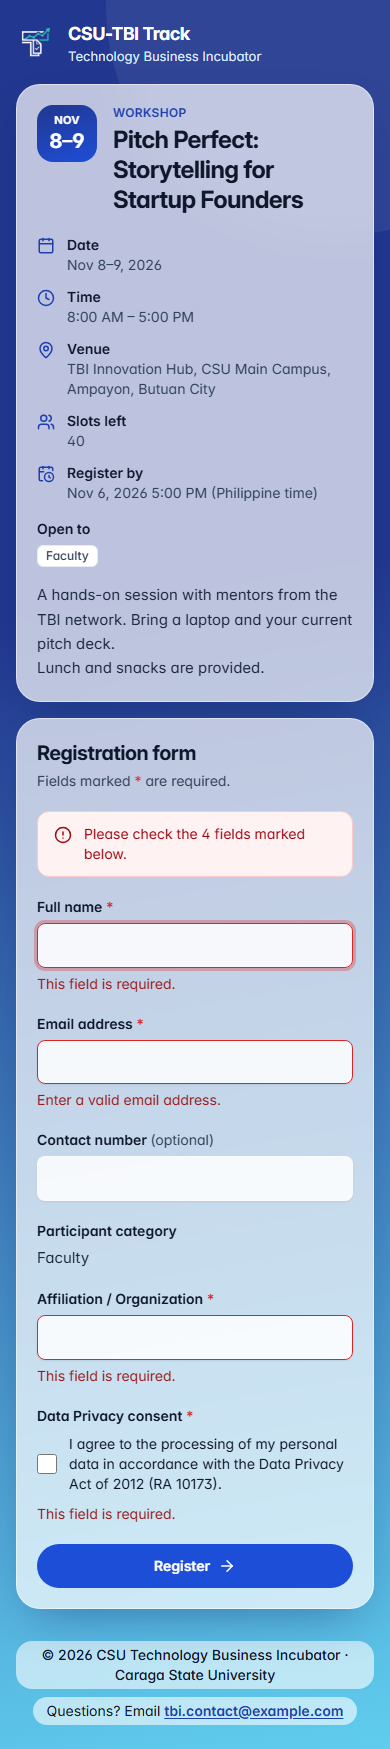 CSU-TBI Track
Technology Business Incubator
NOV
8–9
WORKSHOP
Pitch Perfect:
Storytelling for
Startup Founders
Date
Nov 8–9, 2026
Time
8:00 AM – 5:00 PM
Venue
TBI Innovation Hub, CSU Main Campus,
Ampayon, Butuan City
Slots left
40
Register by
Nov 6, 2026 5:00 PM (Philippine time)
Open to
Faculty
A hands-on session with mentors from the
TBI network. Bring a laptop and your current
pitch deck.
Lunch and snacks are provided.
Registration form
Fields marked * are required.
Please check the 4 fields marked
below.
Full name *
This field is required.
Email address *
Enter a valid email address.
Contact number (optional)
Participant category
Faculty
Affiliation / Organization *
This field is required.
Data Privacy consent *
I agree to the processing of my personal
data in accordance with the Data Privacy
Act of 2012 (RA 10173).
This field is required.
Register →
© 2026 CSU Technology Business Incubator ·
Caraga State University
Questions? Email tbi.contact@example.com